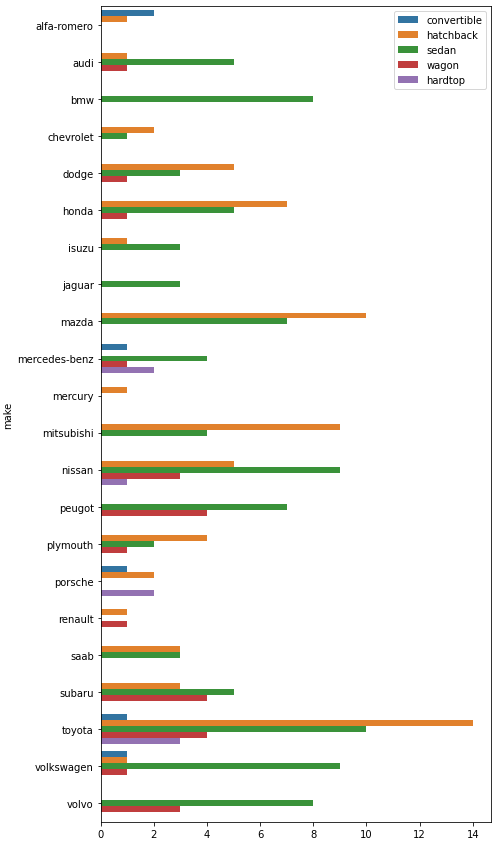 convertible
hatchback
sedan
wagon
hardtop
alfa-romero
audi
bmw
chevrolet
dodge
honda
isuzu
jaguar
mazda
mercedes-benz
mercury
mitsubishi
nissan
peugot
plymouth
porsche
renault
saab
subaru
toyota
volkswagen
volvo
make
0 2 4 6 8 10 12 14